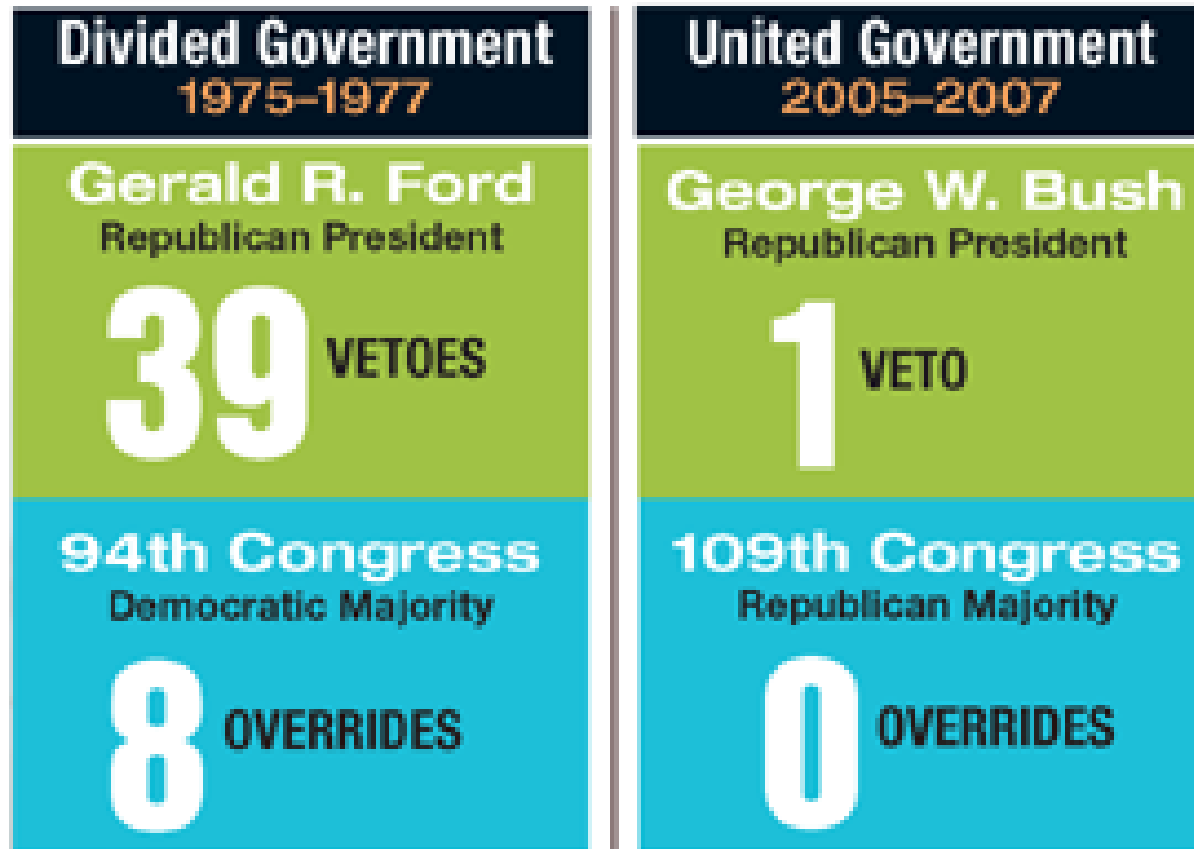 Divided Government
1975–1977
Gerald R. Ford
Republican President
39 VETOES
94th Congress
Democratic Majority
8 OVERRIDES
United Government
2005–2007
George W. Bush
Republican President
1 VETO
109th Congress
Republican Majority
0 OVERRIDES